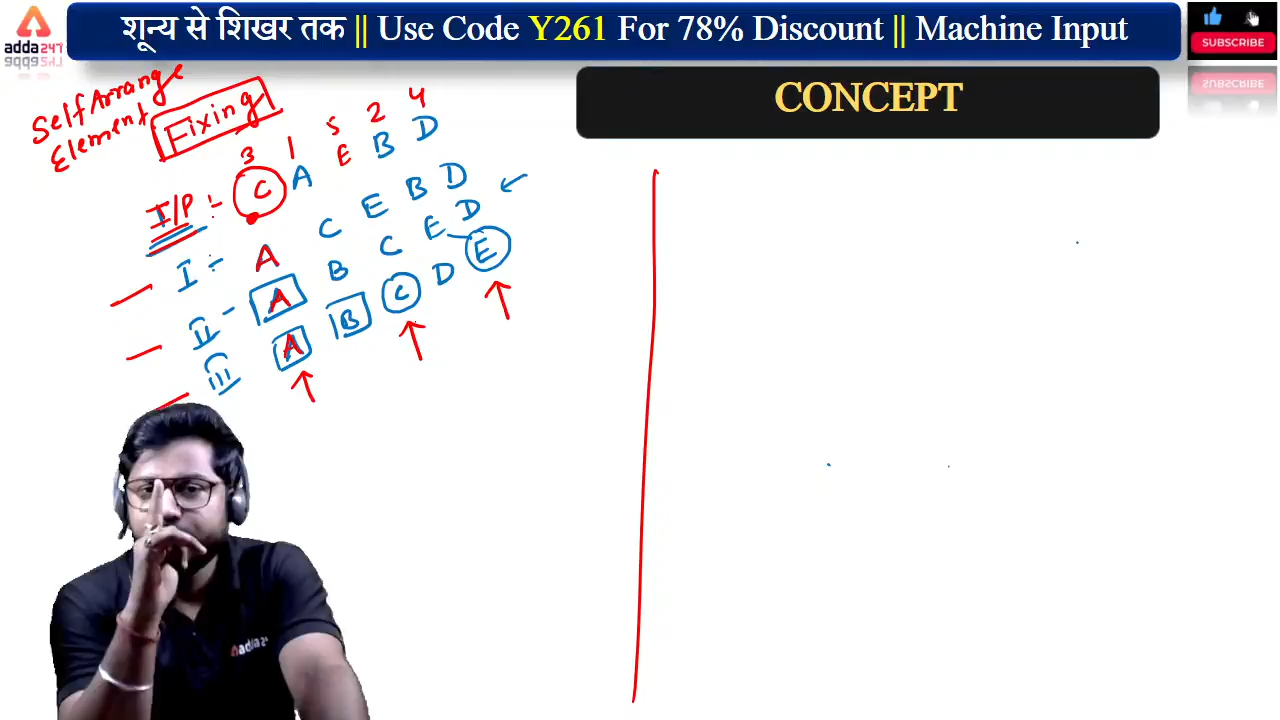 adda247
शून्य से शिखर तक || Use Code Y261 For 78% Discount || Machine Input
SUBSCRIBE
CONCEPT
Self Arrange
Element
Fixing
3 1 5 2 4
I/P :- C A E B D
I :- A C E B D
II - A B C E D
III A B C D E
adda24